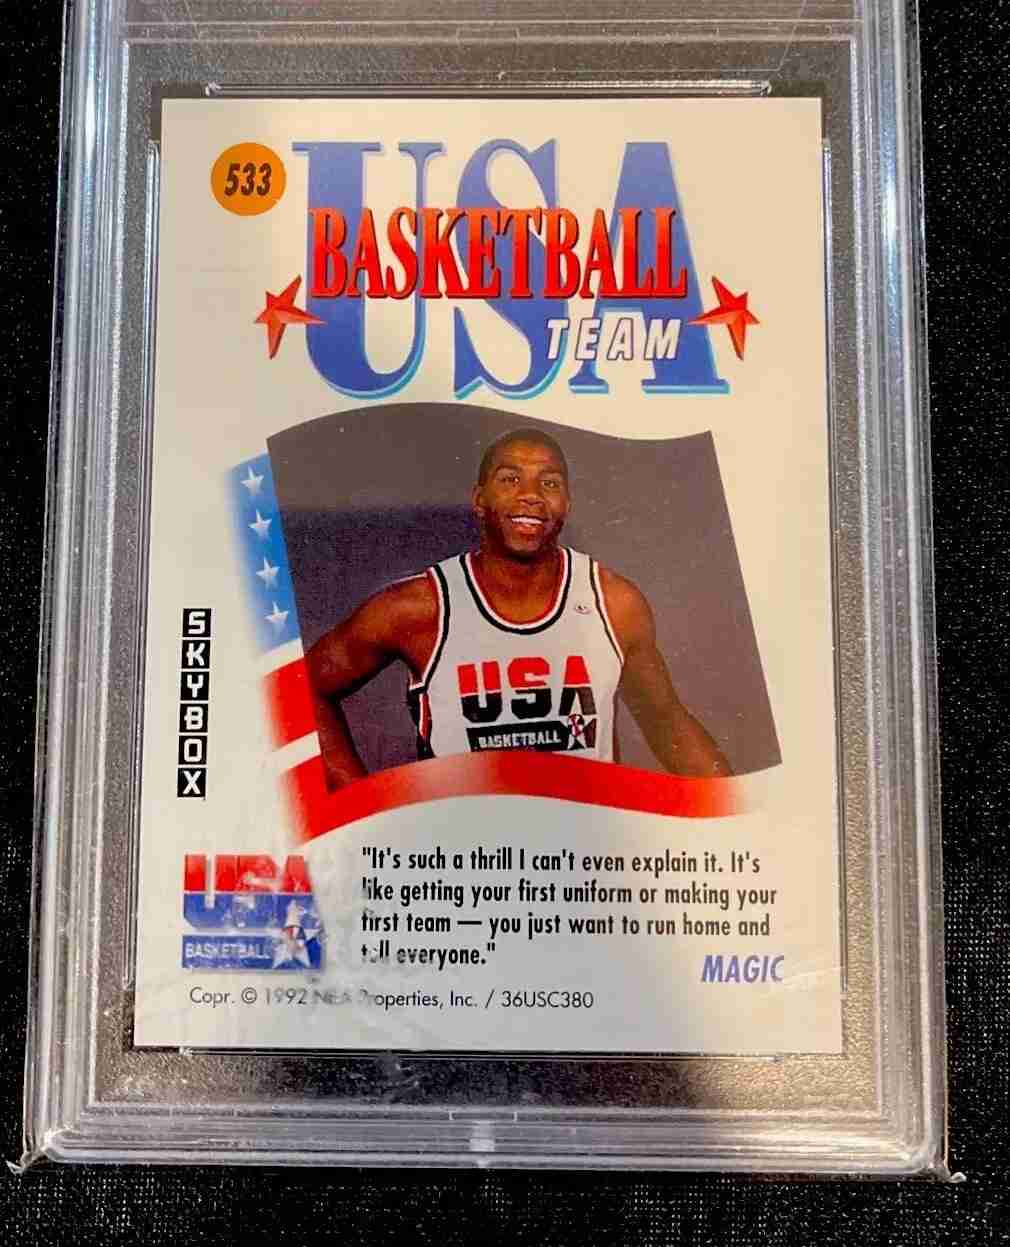 533
USA
BASKETBALL
TEAM
USA
BASKETBALL
SKYBOX
USA
BASKETBALL
"It's such a thrill I can't even explain it. It's
like getting your first uniform or making your
first team — you just want to run home and
tell everyone."
MAGIC
Copr. © 1992 NBA Properties, Inc. / 36USC380